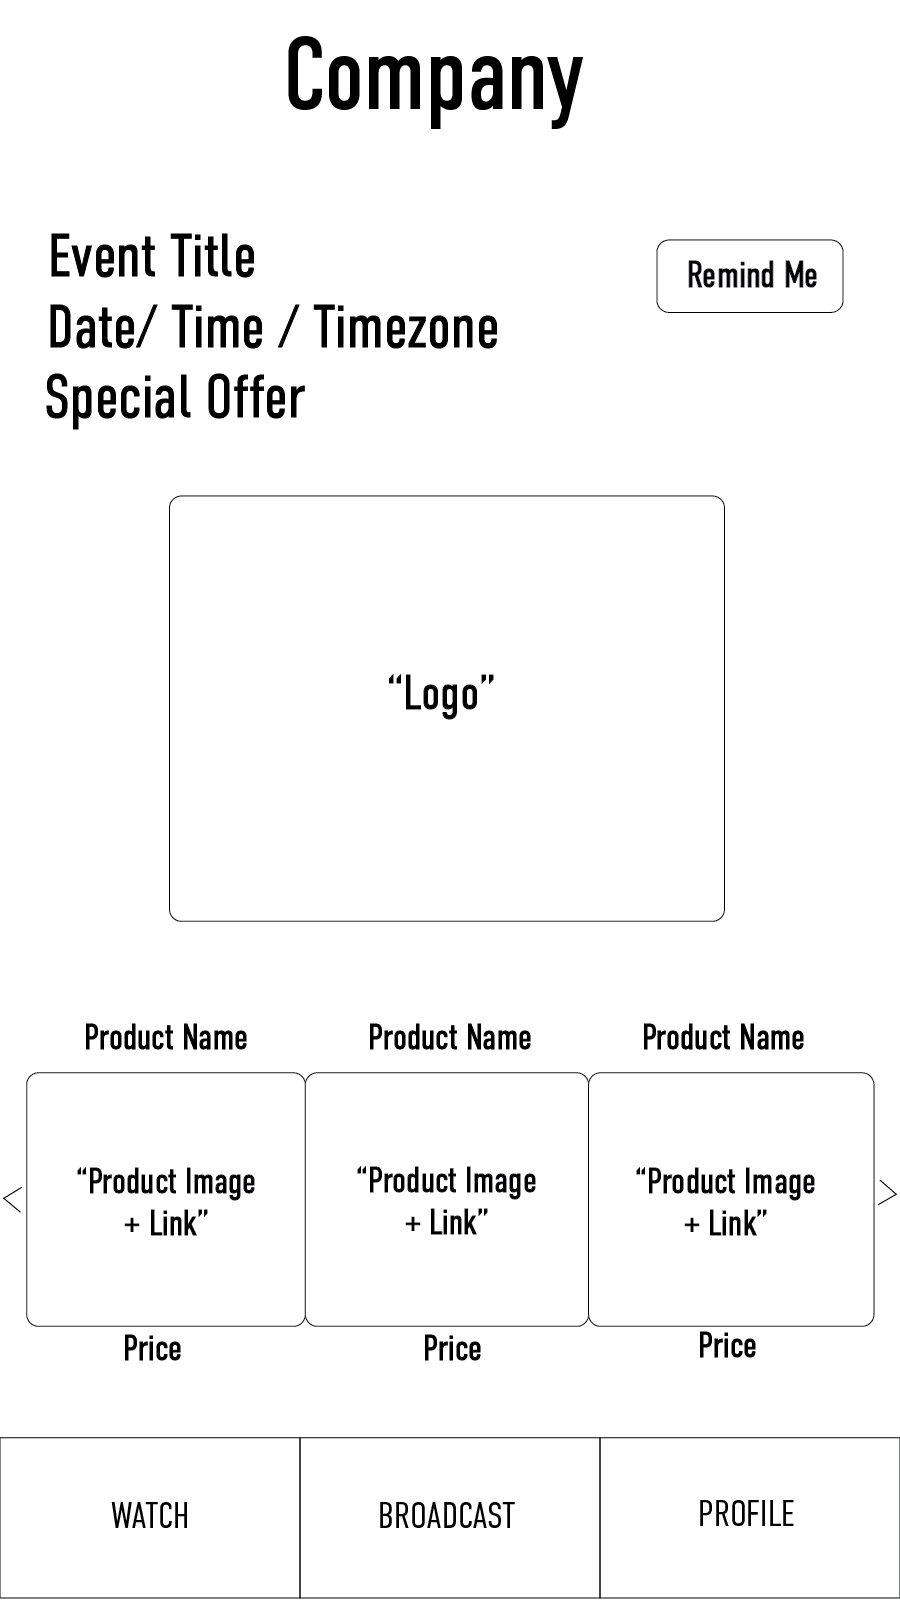 Company
Event Title
Remind Me
Date/ Time / Timezone
Special Offer
“Logo”
Product Name
Product Name
Product Name
“Product Image
+ Link”
“Product Image
+ Link”
“Product Image
+ Link”
Price
Price
Price
WATCH
BROADCAST
PROFILE